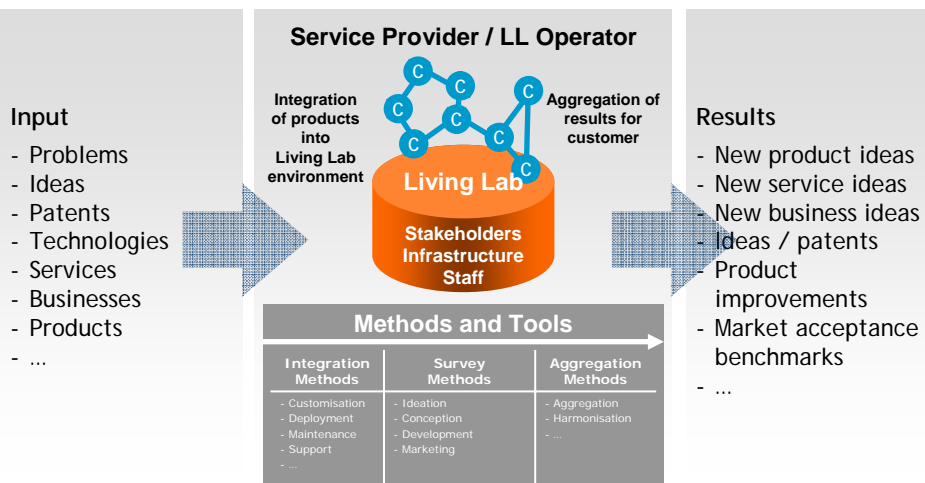 Input
- Problems
- Ideas
- Patents
- Technologies
- Services
- Businesses
- Products
- ...
Service Provider / LL Operator
Integration
of products
into
Living Lab
environment
C
C
C
C
C
C
C
C
Aggregation of
results for
customer
Living Lab
Stakeholders
Infrastructure
Staff
Methods and Tools
Integration
Methods
- Customisation
- Deployment
- Maintenance
- Support
- ...
Survey
Methods
- Ideation
- Conception
- Development
- Marketing
Aggregation
Methods
- Aggregation
- Harmonisation
- ...
Results
- New product ideas
- New service ideas
- New business ideas
- Ideas / patents
- Product
improvements
- Market acceptance
benchmarks
- ...